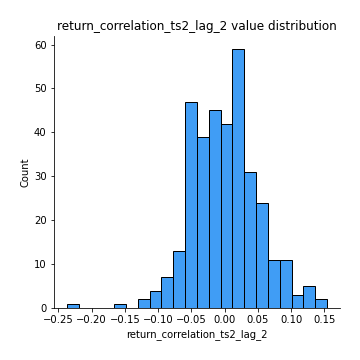 return_correlation_ts2_lag_2 value distribution
60
50
40
30
20
10
0
Count
−0.25 −0.20 −0.15 −0.10 −0.05 0.00 0.05 0.10 0.15
return_correlation_ts2_lag_2